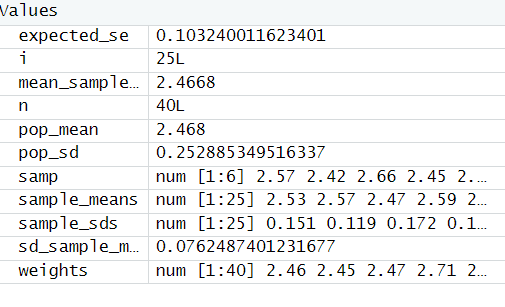 Values
expected_se 0.103240011623401
i 25L
mean_sample… 2.4668
n 40L
pop_mean 2.468
pop_sd 0.252885349516337
samp num [1:6] 2.57 2.42 2.66 2.45 2.…
sample_means num [1:25] 2.53 2.57 2.47 2.59 2…
sample_sds num [1:25] 0.151 0.119 0.172 0.1…
sd_sample_m… 0.0762487401231677
weights num [1:40] 2.46 2.45 2.47 2.71 2…